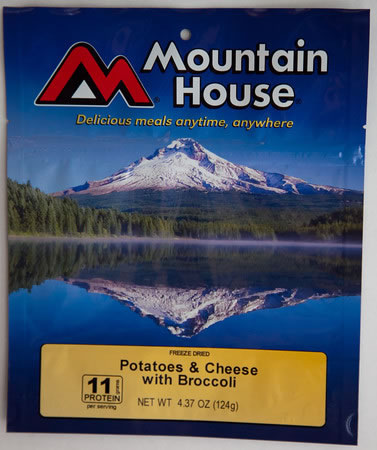 Mountain
House®
Delicious meals anytime, anywhere
FREEZE DRIED
Potatoes & Cheese
with Broccoli
11 grams
PROTEIN
per serving
NET WT 4.37 OZ (124g)